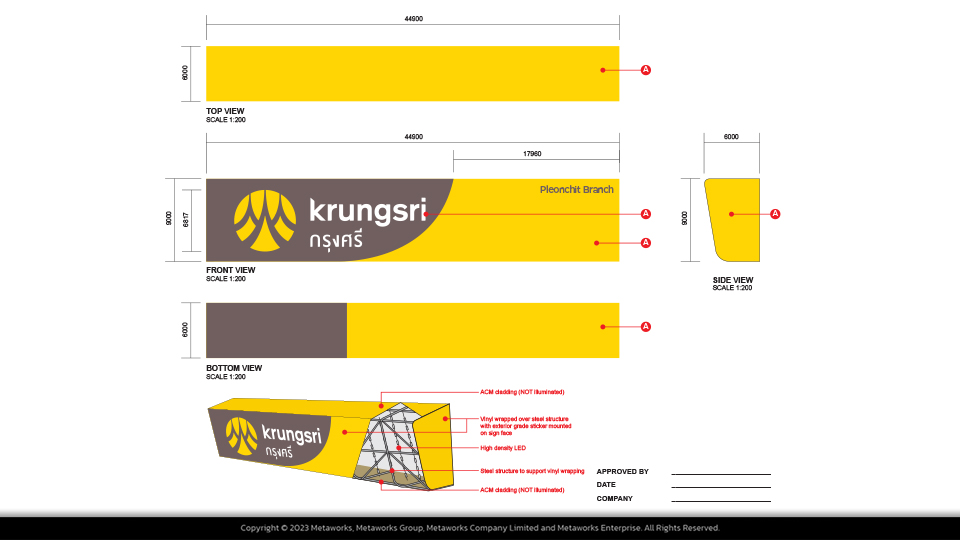 44900
6000
A
TOP VIEW
SCALE 1:200
44900
17960
9000
6817
krungsri
กรุงศรี
Pleonchit Branch
A
A
FRONT VIEW
SCALE 1:200
6000
9000
A
SIDE VIEW
SCALE 1:200
6000
A
BOTTOM VIEW
SCALE 1:200
krungsri
กรุงศรี
ACM cladding (NOT illuminated)
Vinyl wrapped over steel structure
with exterior grade sticker mounted
on sign face
High density LED
Steel structure to support vinyl wrapping
ACM cladding (NOT illuminated)
APPROVED BY
DATE
COMPANY
Copyright © 2023 Metaworks, Metaworks Group, Metaworks Company Limited and Metaworks Enterprise. All Rights Reserved.